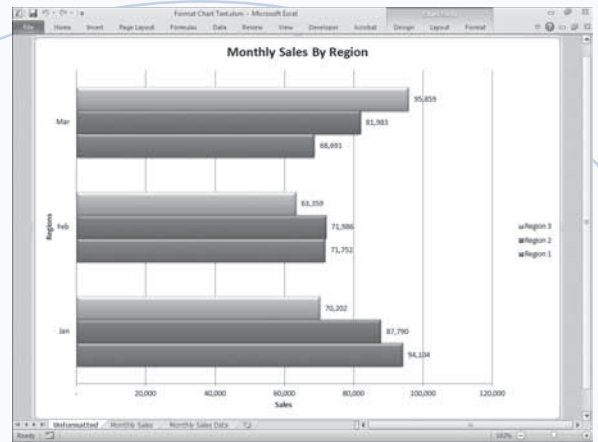 Format Chart Text.xlsm - Microsoft Excel
File Home Insert Page Layout Formulas Data Review View Developer Acrobat Design Layout Format
Monthly Sales By Region
95,859
Mar 81,983
68,691
63,359
Regions
Feb 71,986
71,752
Region 3
Region 2
Region 1
70,202
Jan 87,790
94,104
- 20,000 40,000 60,000 80,000 100,000 120,000
Sales
Unformatted Monthly Sales Monthly Sales Data
Ready 102%